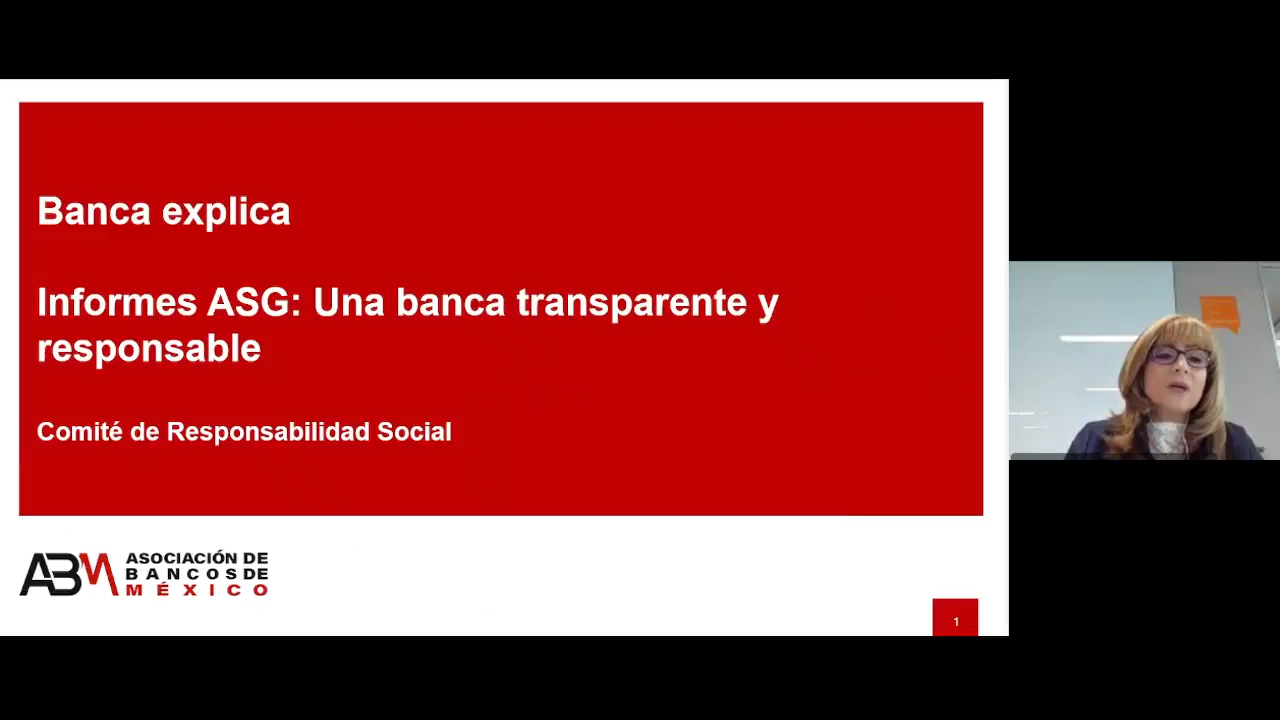 Banca explica
Informes ASG: Una banca transparente y
responsable
Comité de Responsabilidad Social
ABM
ASOCIACIÓN DE
BANCOS DE
MÉXICO
1